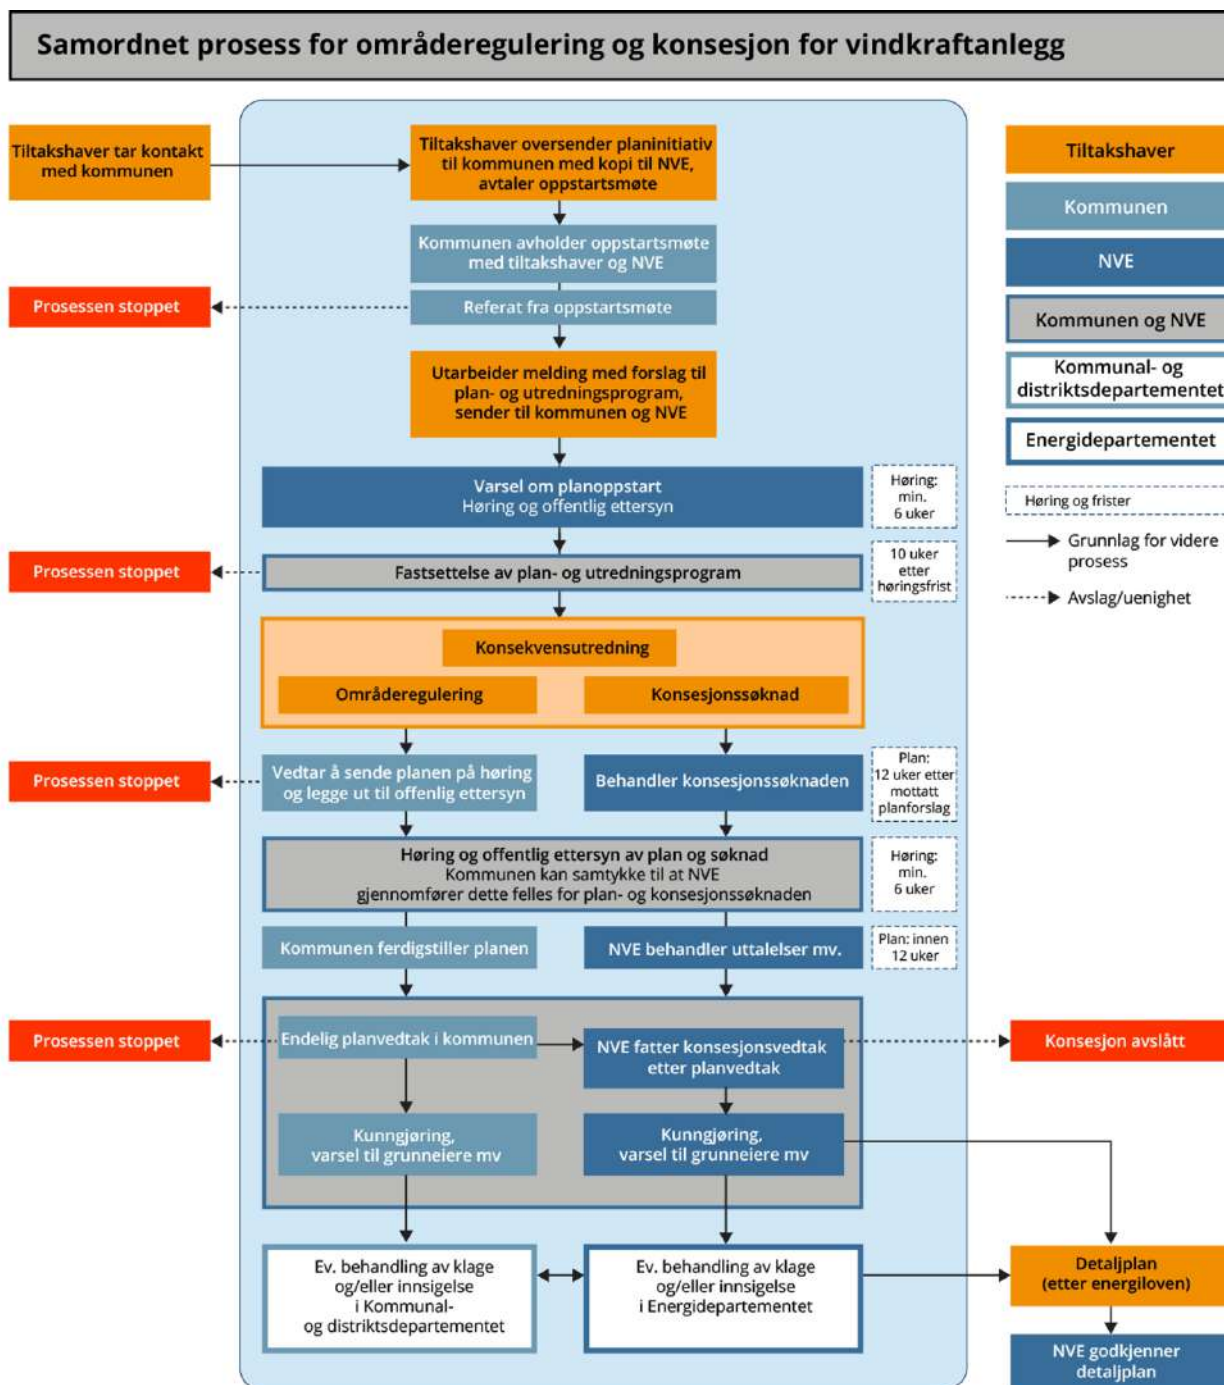 Samordnet prosess for områderegulering og konsesjon for vindkraftanlegg
Tiltakshaver tar kontakt
med kommunen
Tiltakshaver oversender planinitiativ
til kommunen med kopi til NVE,
avtaler oppstartsmøte
Kommunen avholder oppstartsmøte
med tiltakshaver og NVE
Prosessen stoppet
Referat fra oppstartsmøte
Utarbeider melding med forslag til
plan- og utredningsprogram,
sender til kommunen og NVE
Varsel om planoppstart
Høring og offentlig ettersyn
Høring:
min.
6 uker
Prosessen stoppet
Fastsettelse av plan- og utredningsprogram
10 uker
etter
høringsfrist
Konsekvensutredning
Områderegulering
Konsesjonssøknad
Prosessen stoppet
Vedtar å sende planen på høring
og legge ut til offenlig ettersyn
Behandler konsesjonssøknaden
Plan:
12 uker etter
mottatt
planforslag
Høring og offentlig ettersyn av plan og søknad
Kommunen kan samtykke til at NVE
gjennomfører dette felles for plan- og konsesjonssøknaden
Høring:
min.
6 uker
Kommunen ferdigstiller planen
NVE behandler uttalelser mv.
Plan: innen
12 uker
Prosessen stoppet
Endelig planvedtak i kommunen
NVE fatter konsesjonsvedtak
etter planvedtak
Konsesjon avslått
Kunngjøring,
varsel til grunneiere mv
Kunngjøring,
varsel til grunneiere mv
Ev. behandling av klage
og/eller innsigelse
i Kommunal-
og distriktsdepartementet
Ev. behandling av klage
og/eller innsigelse
i Energidepartementet
Detaljplan
(etter energiloven)
NVE godkjenner
detaljplan
Tiltakshaver
Kommunen
NVE
Kommunen og NVE
Kommunal- og
distriktsdepartementet
Energidepartementet
Høring og frister
Grunnlag for videre
prosess
Avslag/uenighet